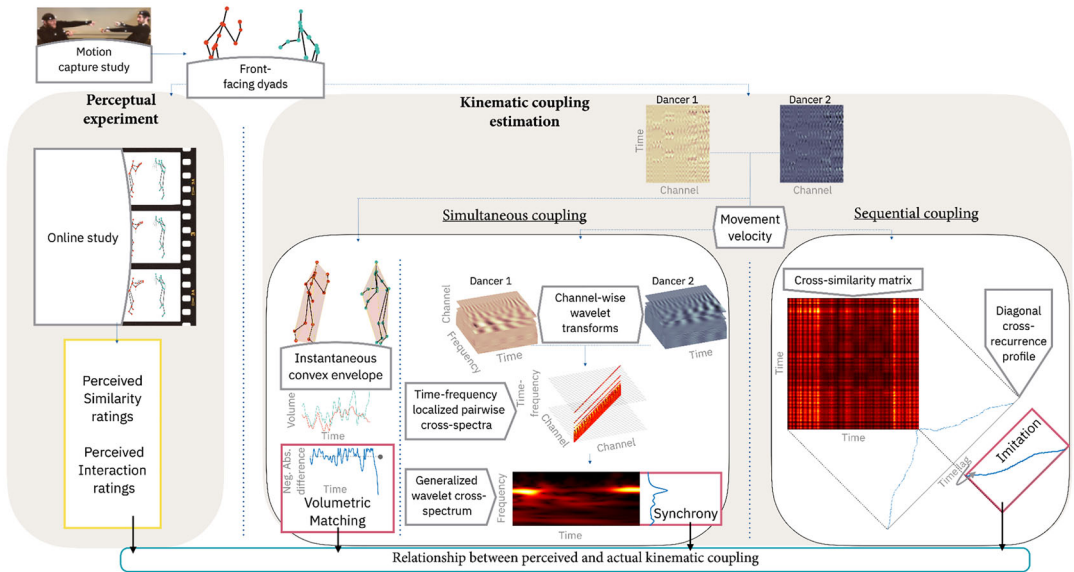 Motion
capture study
Front-
facing dyads
Perceptual
experiment
Online study
Perceived
Similarity
ratings
Perceived
Interaction
ratings
Kinematic coupling
estimation
Dancer 1
Dancer 2
Time
Channel
Channel
Movement
velocity
Simultaneous coupling
Sequential coupling
Instantaneous
convex envelope
Volume
Time
Neg. Abs.
difference
Time
Volumetric
Matching
Dancer 1
Dancer 2
Channel
Frequency
Time
Time
Channel-wise
wavelet
transforms
Time-frequency
localized pairwise
cross-spectra
Time-
frequency
Channel
Channel
Generalized
wavelet cross-
spectrum
Frequency
Time
Synchrony
Cross-similarity matrix
Time
Time
Diagonal
cross-
recurrence
profile
Time lag
Imitation
Relationship between perceived and actual kinematic coupling